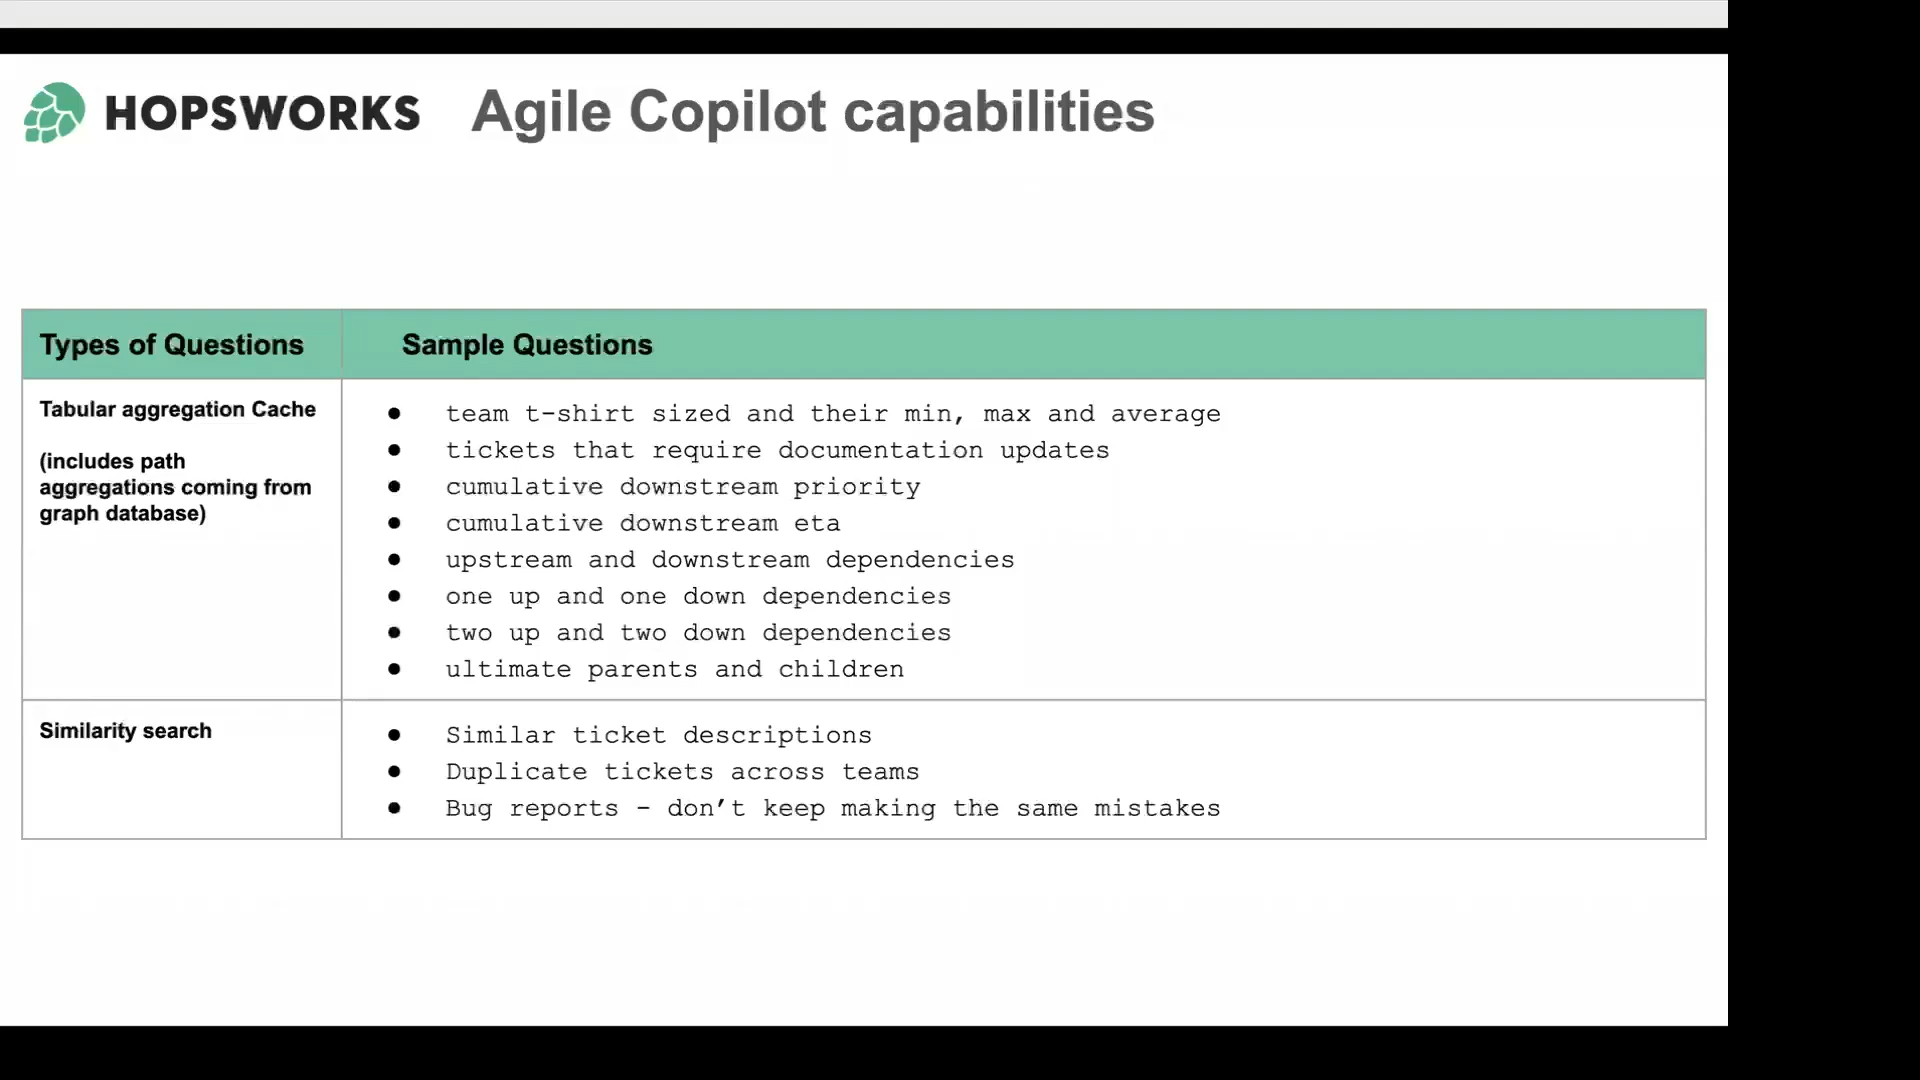 HOPSWORKS Agile Copilot capabilities
Types of Questions
Sample Questions
Tabular aggregation Cache
(includes path
aggregations coming from
graph database)
● team t-shirt sized and their min, max and average
● tickets that require documentation updates
● cumulative downstream priority
● cumulative downstream eta
● upstream and downstream dependencies
● one up and one down dependencies
● two up and two down dependencies
● ultimate parents and children
Similarity search
● Similar ticket descriptions
● Duplicate tickets across teams
● Bug reports - don’t keep making the same mistakes